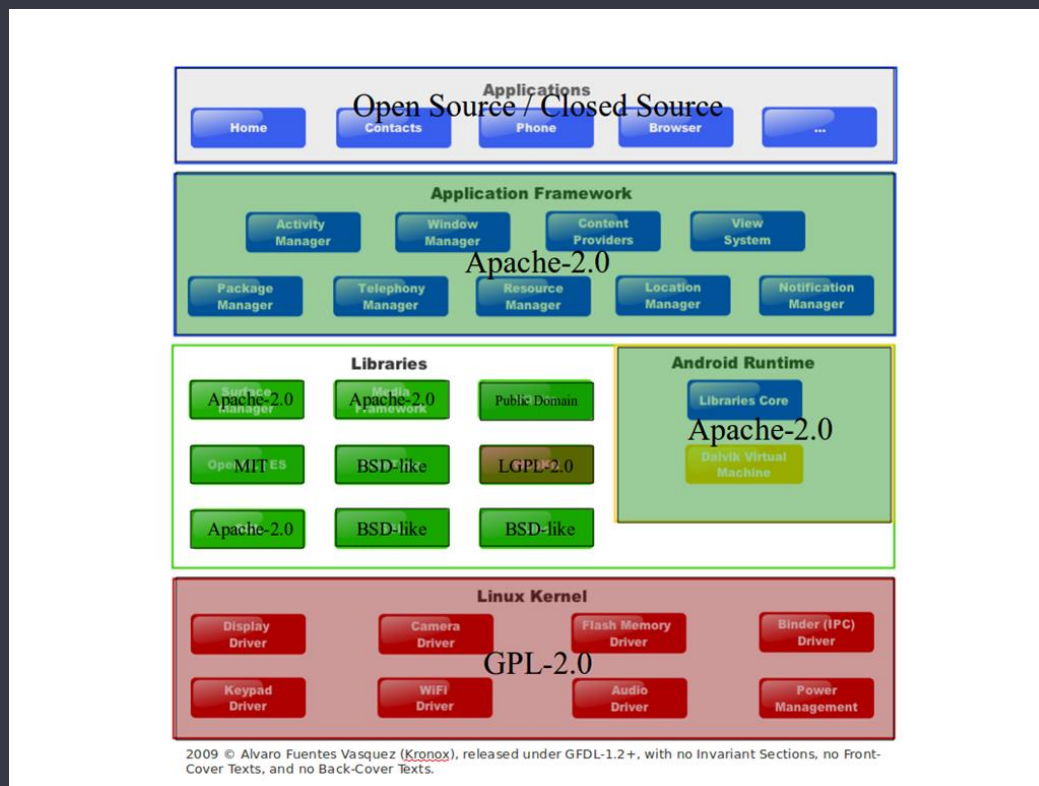 Applications
Open Source / Closed Source
Home
Contacts
Phone
Browser
...
Application Framework
Activity
Manager
Window
Manager
Content
Providers
View
System
Apache-2.0
Package
Manager
Telephony
Manager
Resource
Manager
Location
Manager
Notification
Manager
Libraries
Surface
Manager
Apache-2.0
Media
Framework
Apache-2.0
Public Domain
MIT
ES
BSD-like
LGPL-2.0
Apache-2.0
BSD-like
BSD-like
Android Runtime
Libraries Core
Apache-2.0
Dalvik Virtual
Machine
Linux Kernel
Display
Driver
Camera
Driver
Flash Memory
Driver
Binder (IPC)
Driver
GPL-2.0
Keypad
Driver
WiFi
Driver
Audio
Driver
Power
Management
2009 © Alvaro Fuentes Vasquez (Kronox), released under GFDL-1.2+, with no Invariant Sections, no Front-
Cover Texts, and no Back-Cover Texts.